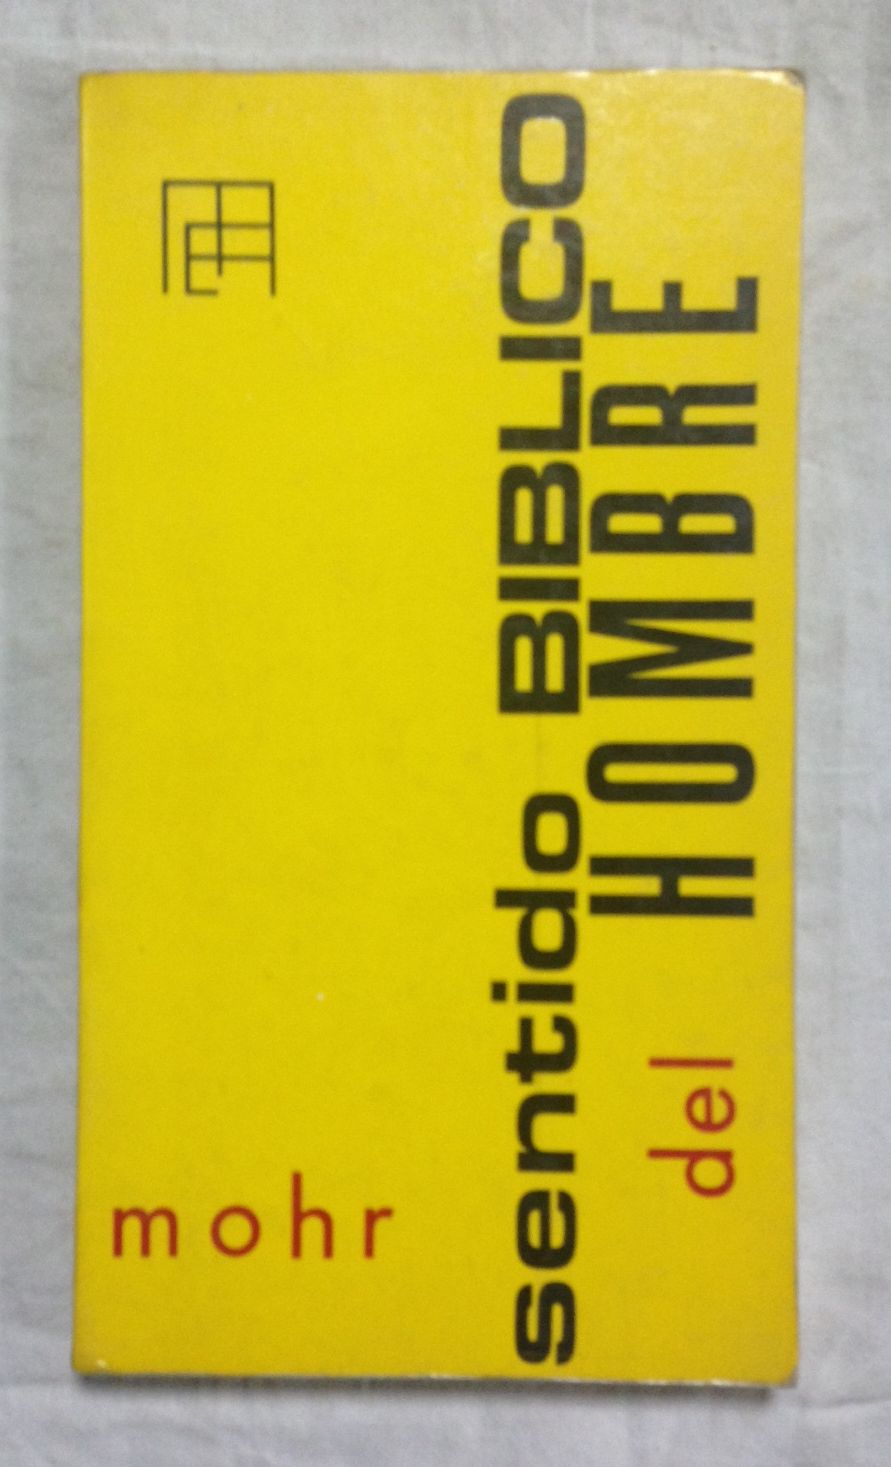 sentido BIBLICO
del HOMBRE
mohr